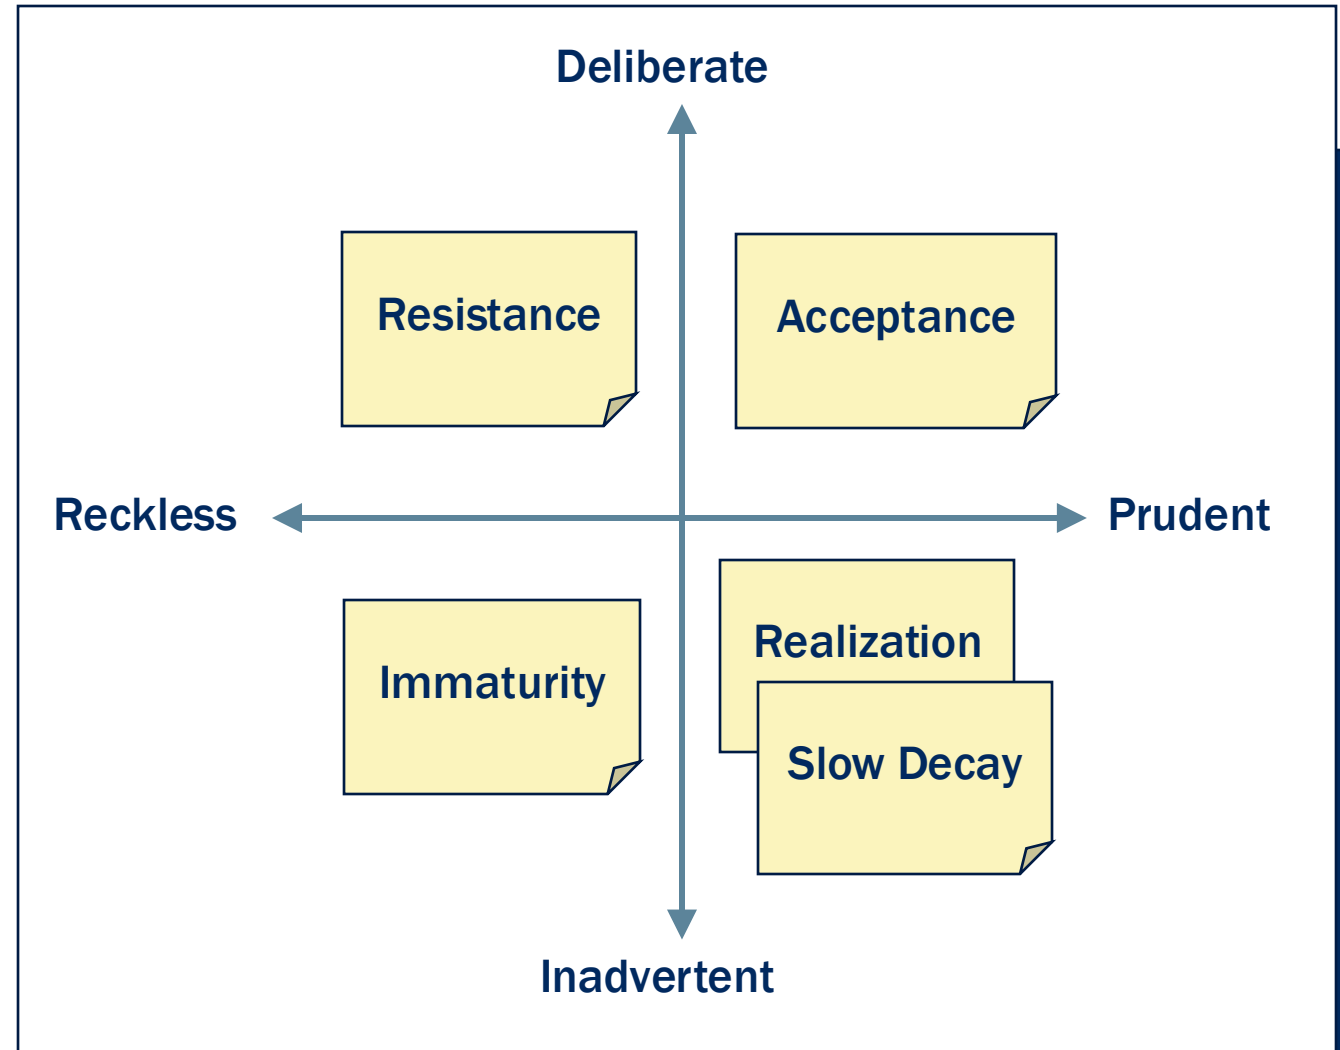 Deliberate
Resistance
Acceptance
Reckless
Prudent
Realization
Immaturity
Slow Decay
Inadvertent